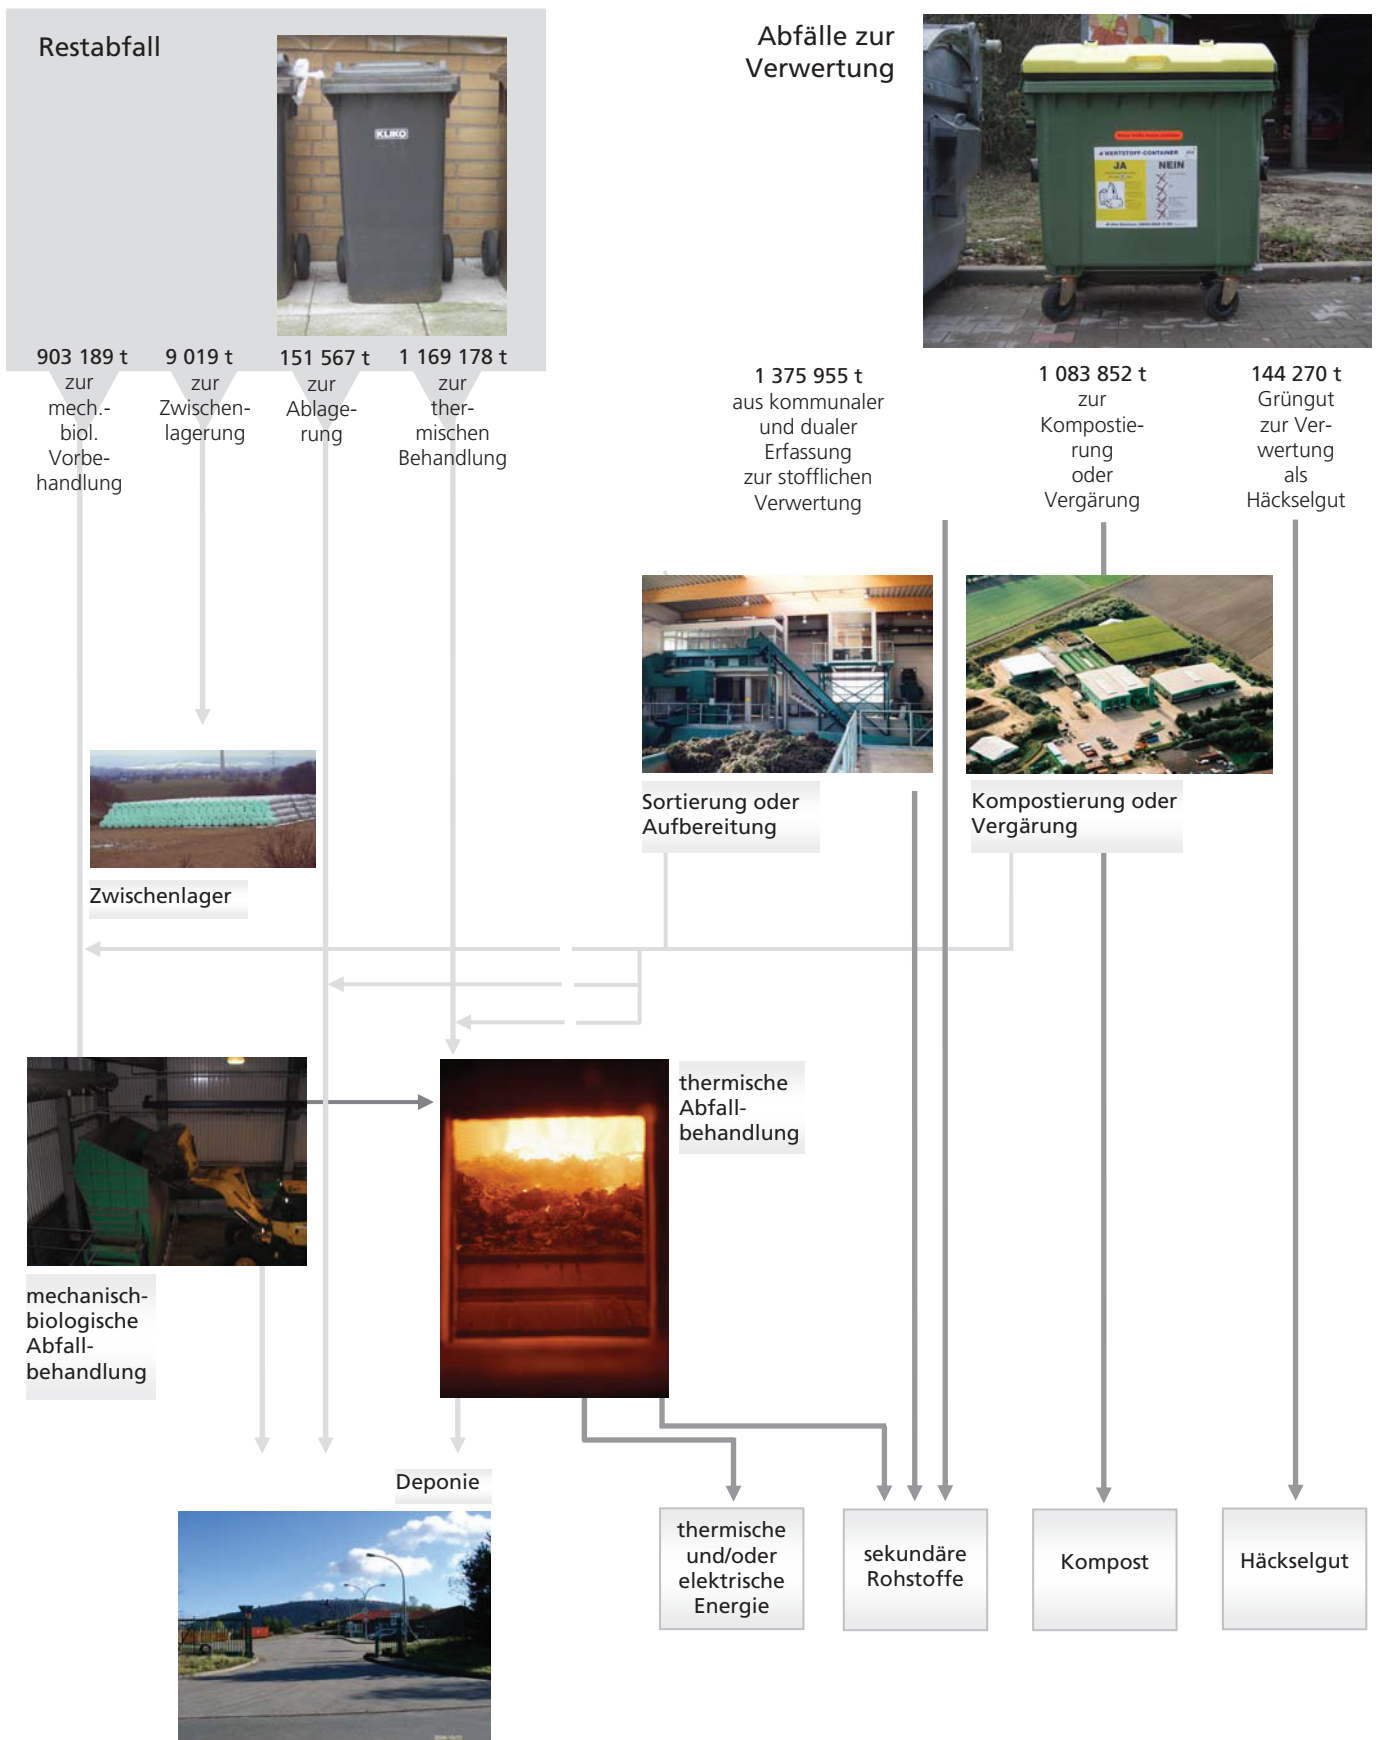 Restabfall
KLIKO
903 189 t
zur
mech.-
biol.
Vorbe-
handlung
9 019 t
zur
Zwischen-
lagerung
151 567 t
zur
Ablage-
rung
1 169 178 t
zur
ther-
mischen
Behandlung
Abfälle zur
Verwertung
WERTSTOFF-CONTAINER
JA
NEIN
1 375 955 t
aus kommunaler
und dualer
Erfassung
zur stofflichen
Verwertung
1 083 852 t
zur
Kompostie-
rung
oder
Vergärung
144 270 t
Grüngut
zur Ver-
wertung
als
Häckselgut
Sortierung oder
Aufbereitung
Kompostierung oder
Vergärung
Zwischenlager
thermische
Abfall-
behandlung
mechanisch-
biologische
Abfall-
behandlung
Deponie
thermische
und/oder
elektrische
Energie
sekundäre
Rohstoffe
Kompost
Häckselgut